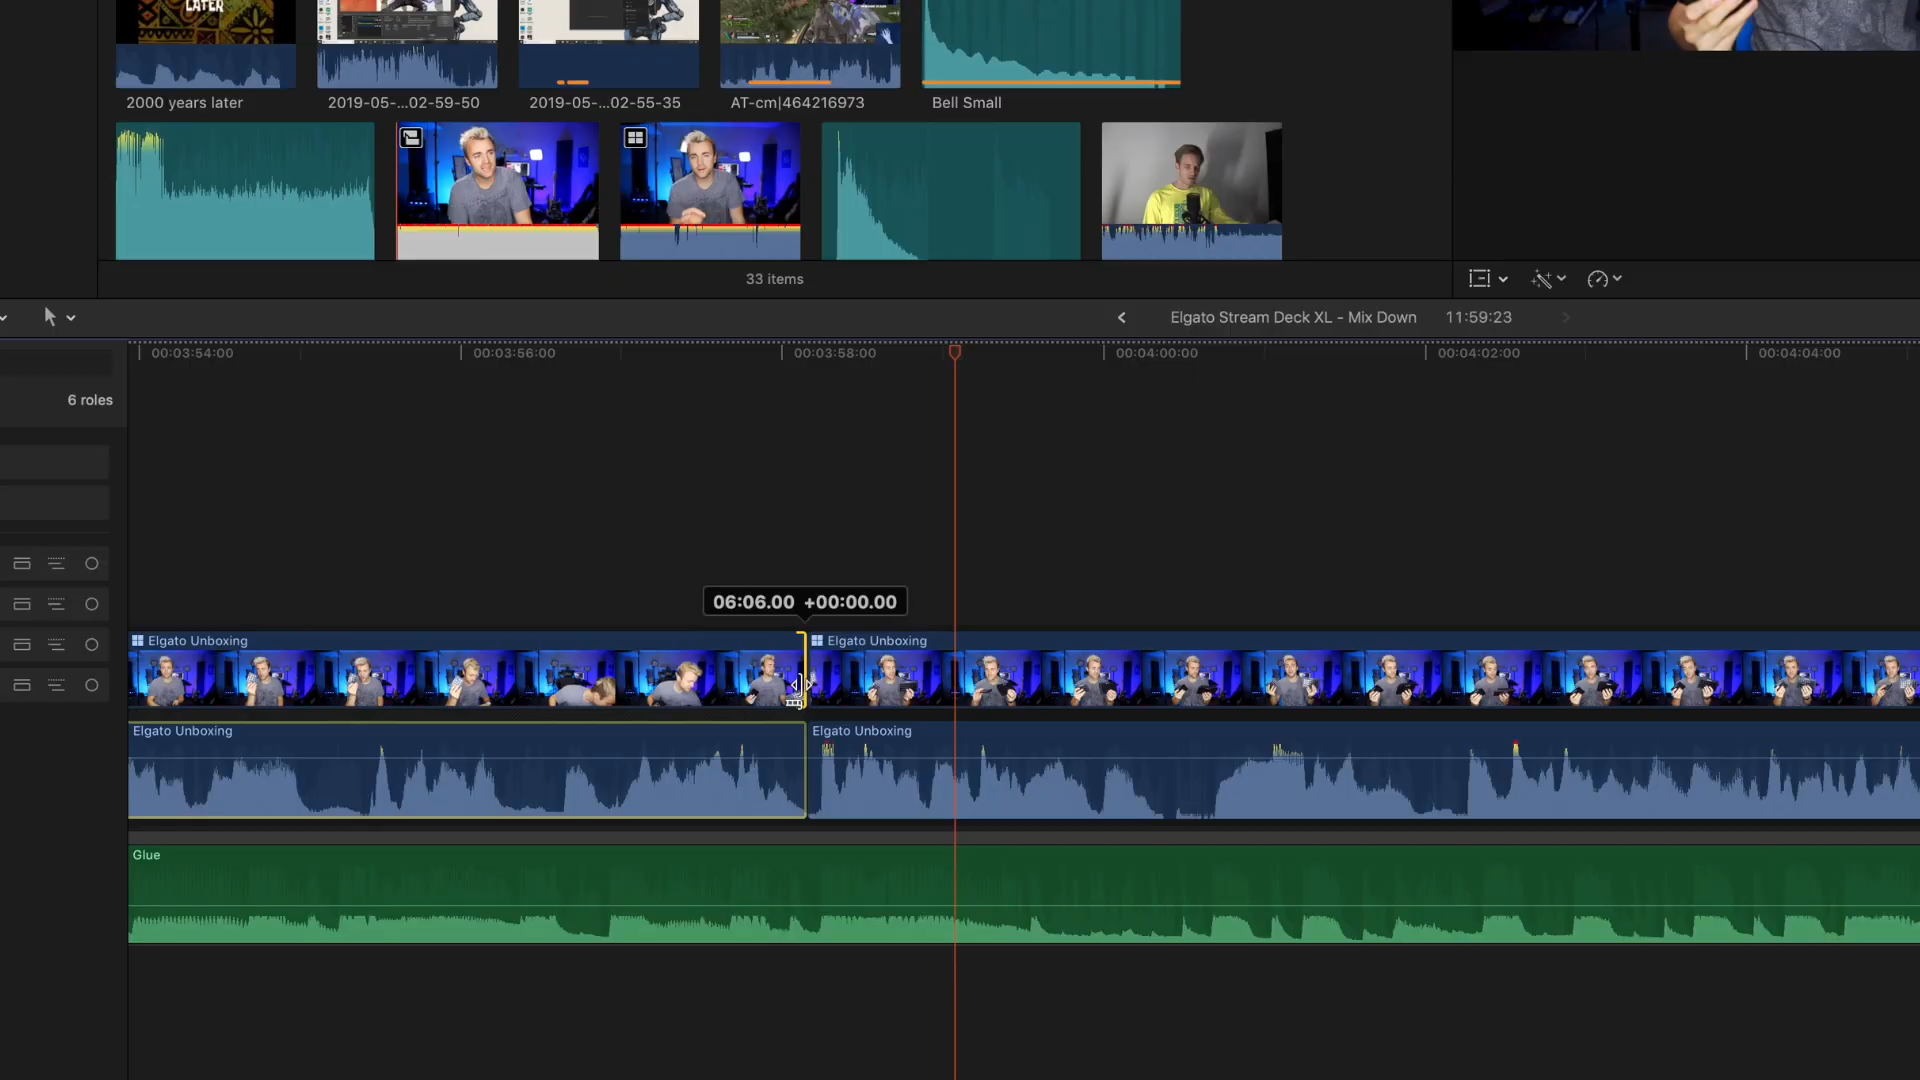 LATER
2000 years later
2019-05-...02-59-50
2019-05-...02-55-35
AT-cm|464216973
Bell Small
33 items
Elgato Stream Deck XL - Mix Down
11:59:23
00:03:54:00
00:03:56:00
00:03:58:00
00:04:00:00
00:04:02:00
00:04:04:00
6 roles
06:06.00 +00:00.00
Elgato Unboxing
Elgato Unboxing
Elgato Unboxing
Elgato Unboxing
Glue